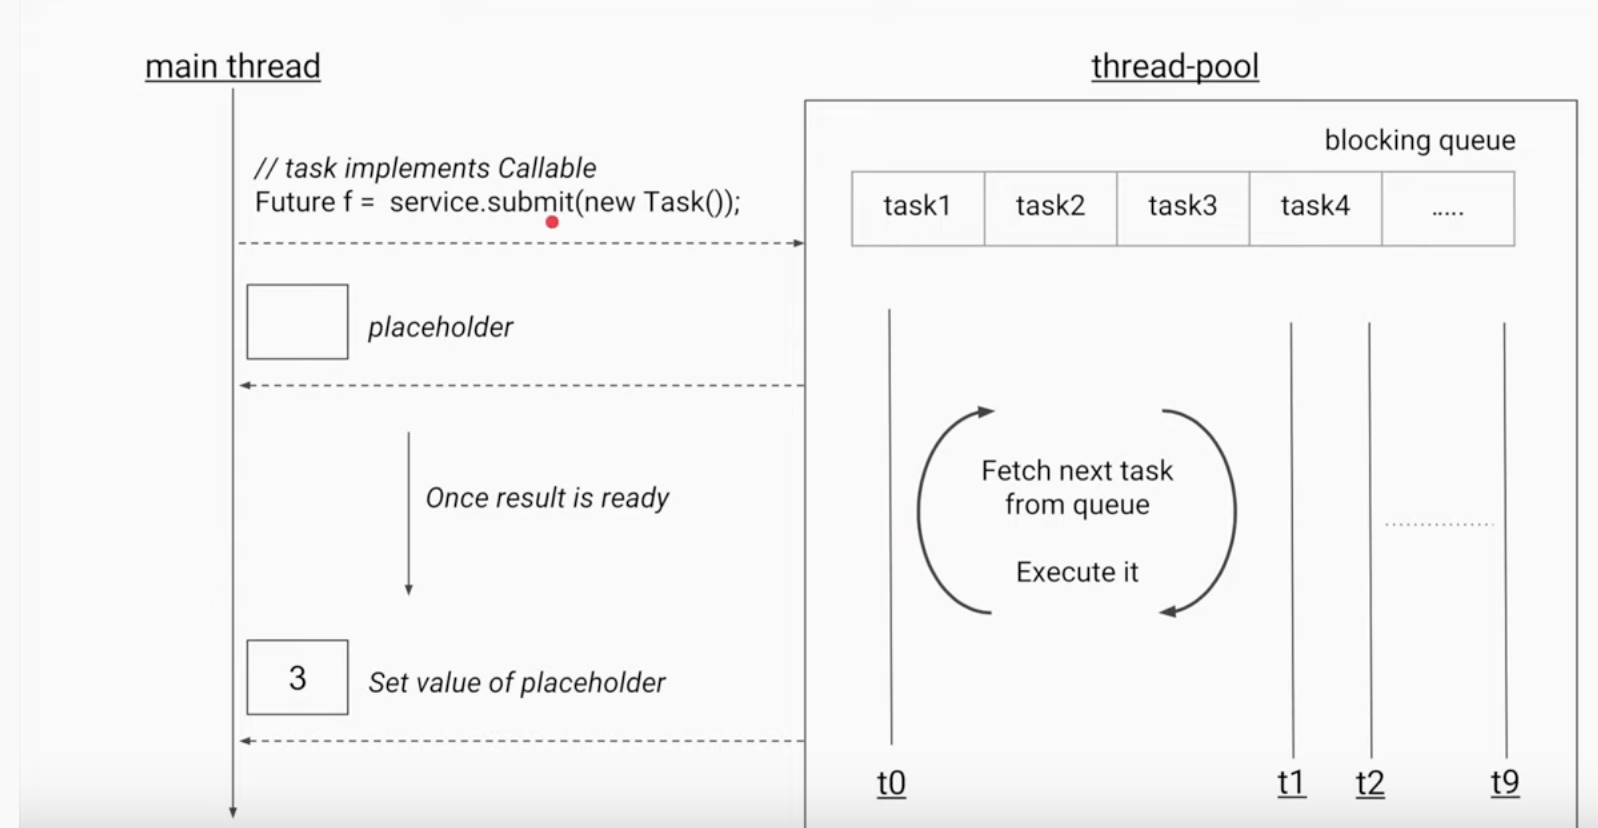 main thread
thread-pool
// task implements Callable
Future f = service.submit(new Task());
blocking queue
task1
task2
task3
task4
.....
placeholder
Once result is ready
Fetch next task
from queue
Execute it
3
Set value of placeholder
t0
t1
t2
t9